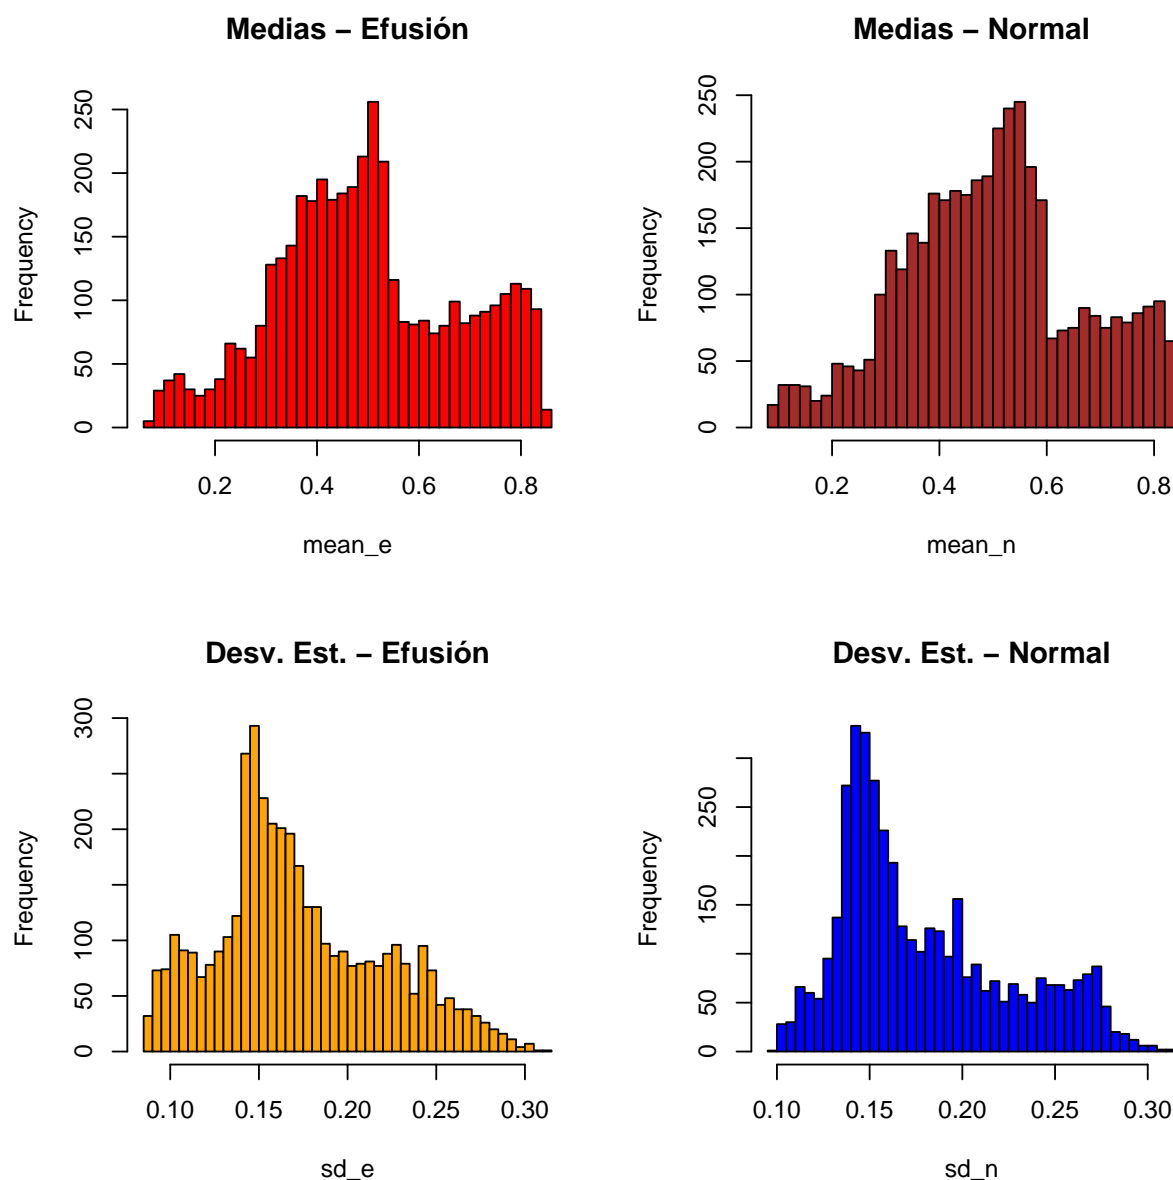 Medias – Efusión
Frequency
0 50 100 150 200 250
0.2 0.4 0.6 0.8
mean_e
Medias – Normal
Frequency
0 50 100 150 200 250
0.2 0.4 0.6 0.8
mean_n
Desv. Est. – Efusión
Frequency
0 50 100 200 300
0.10 0.15 0.20 0.25 0.30
sd_e
Desv. Est. – Normal
Frequency
0 50 150 250
0.10 0.15 0.20 0.25 0.30
sd_n